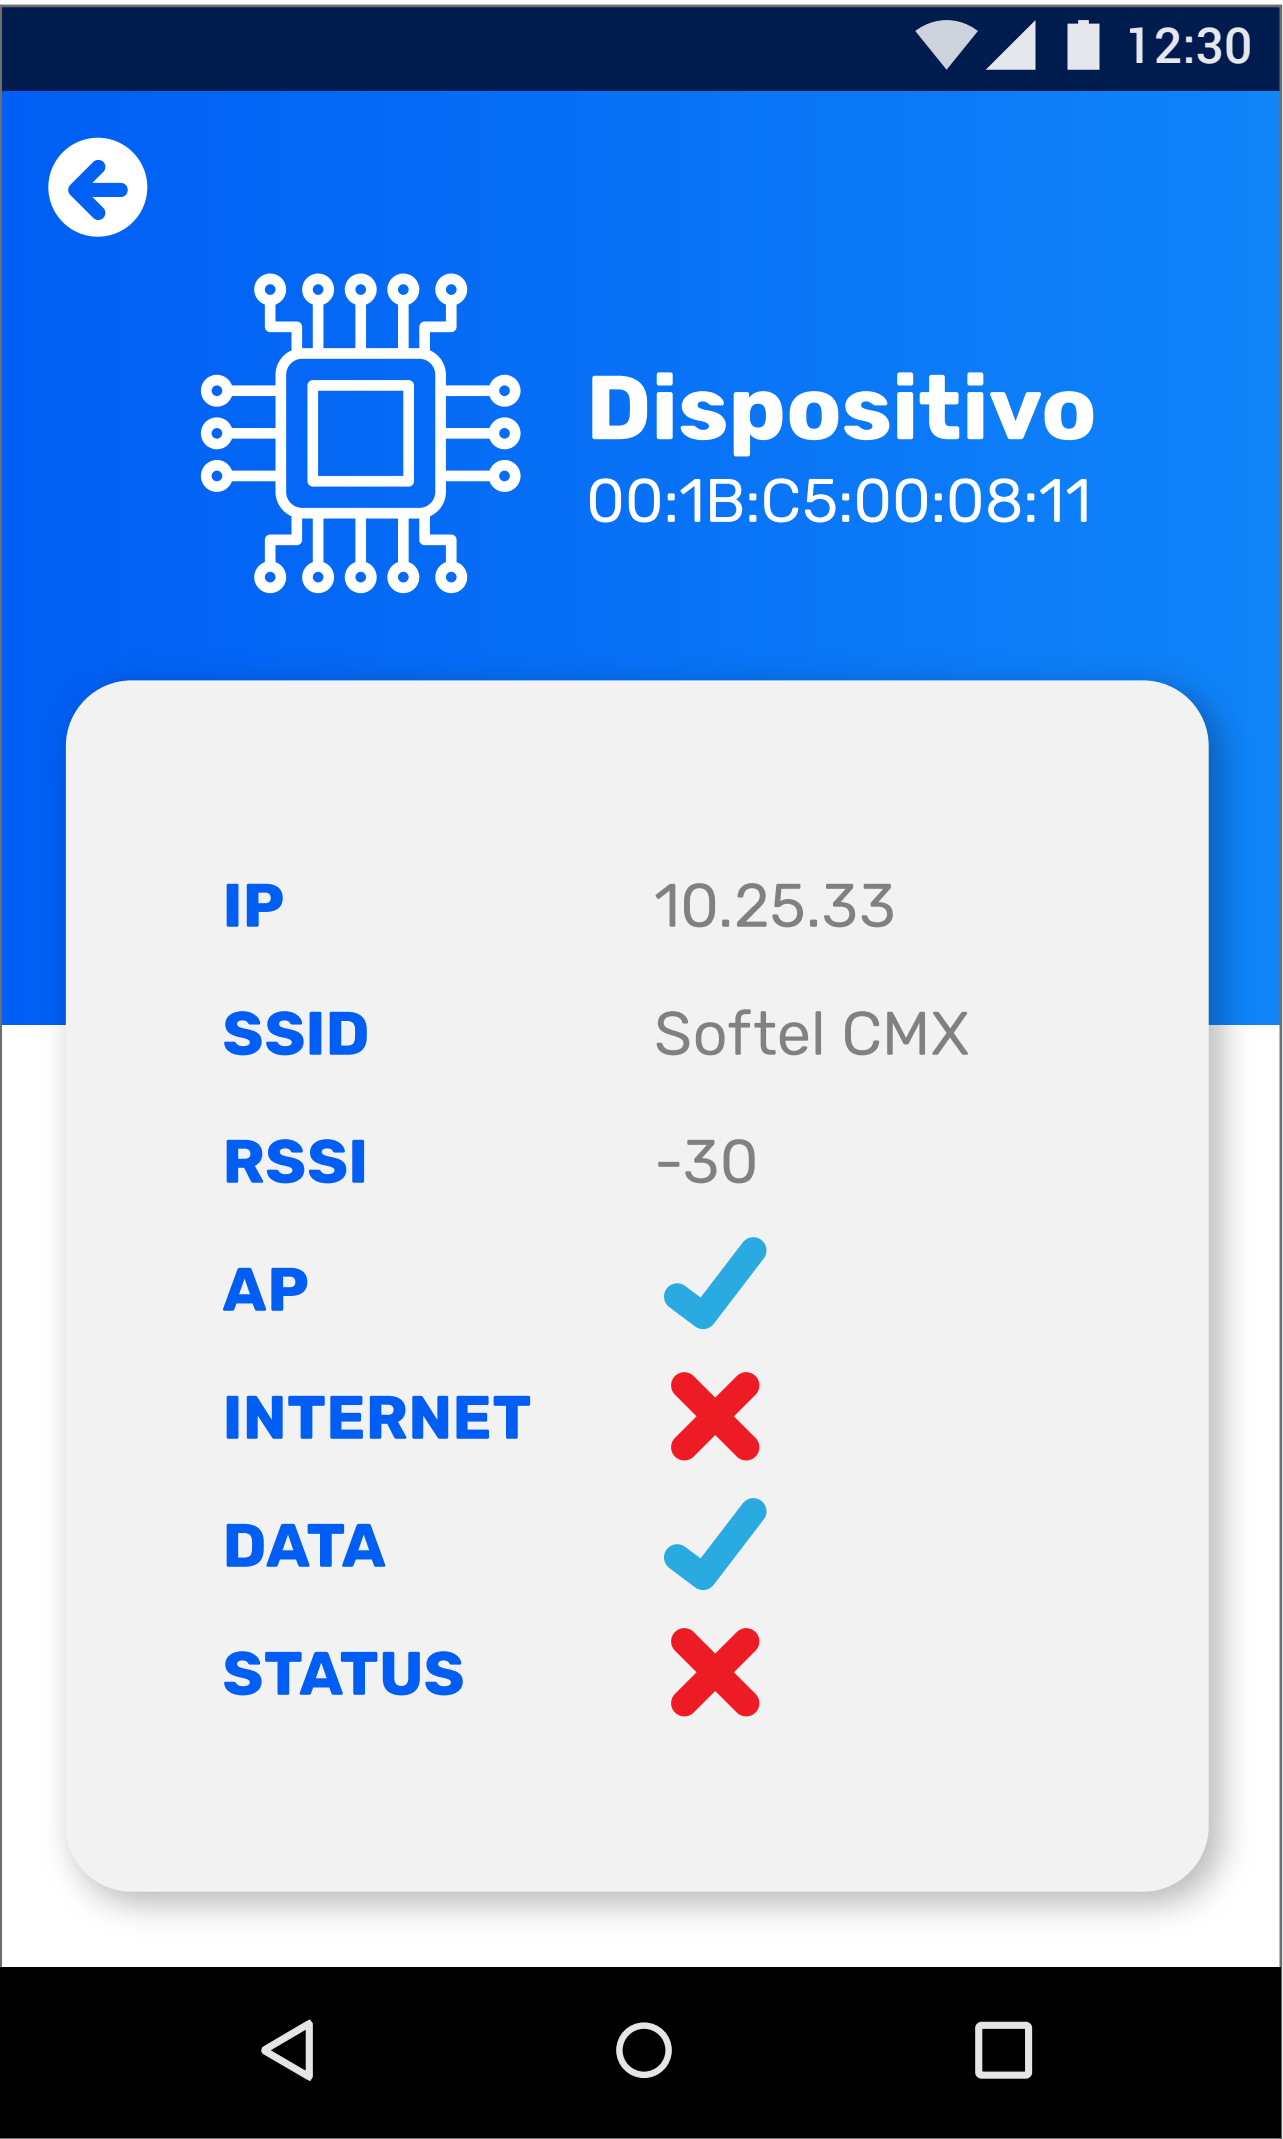 12:30
Dispositivo
00:1B:C5:00:08:11
IP 10.25.33
SSID Softel CMX
RSSI -30
AP
INTERNET
DATA
STATUS